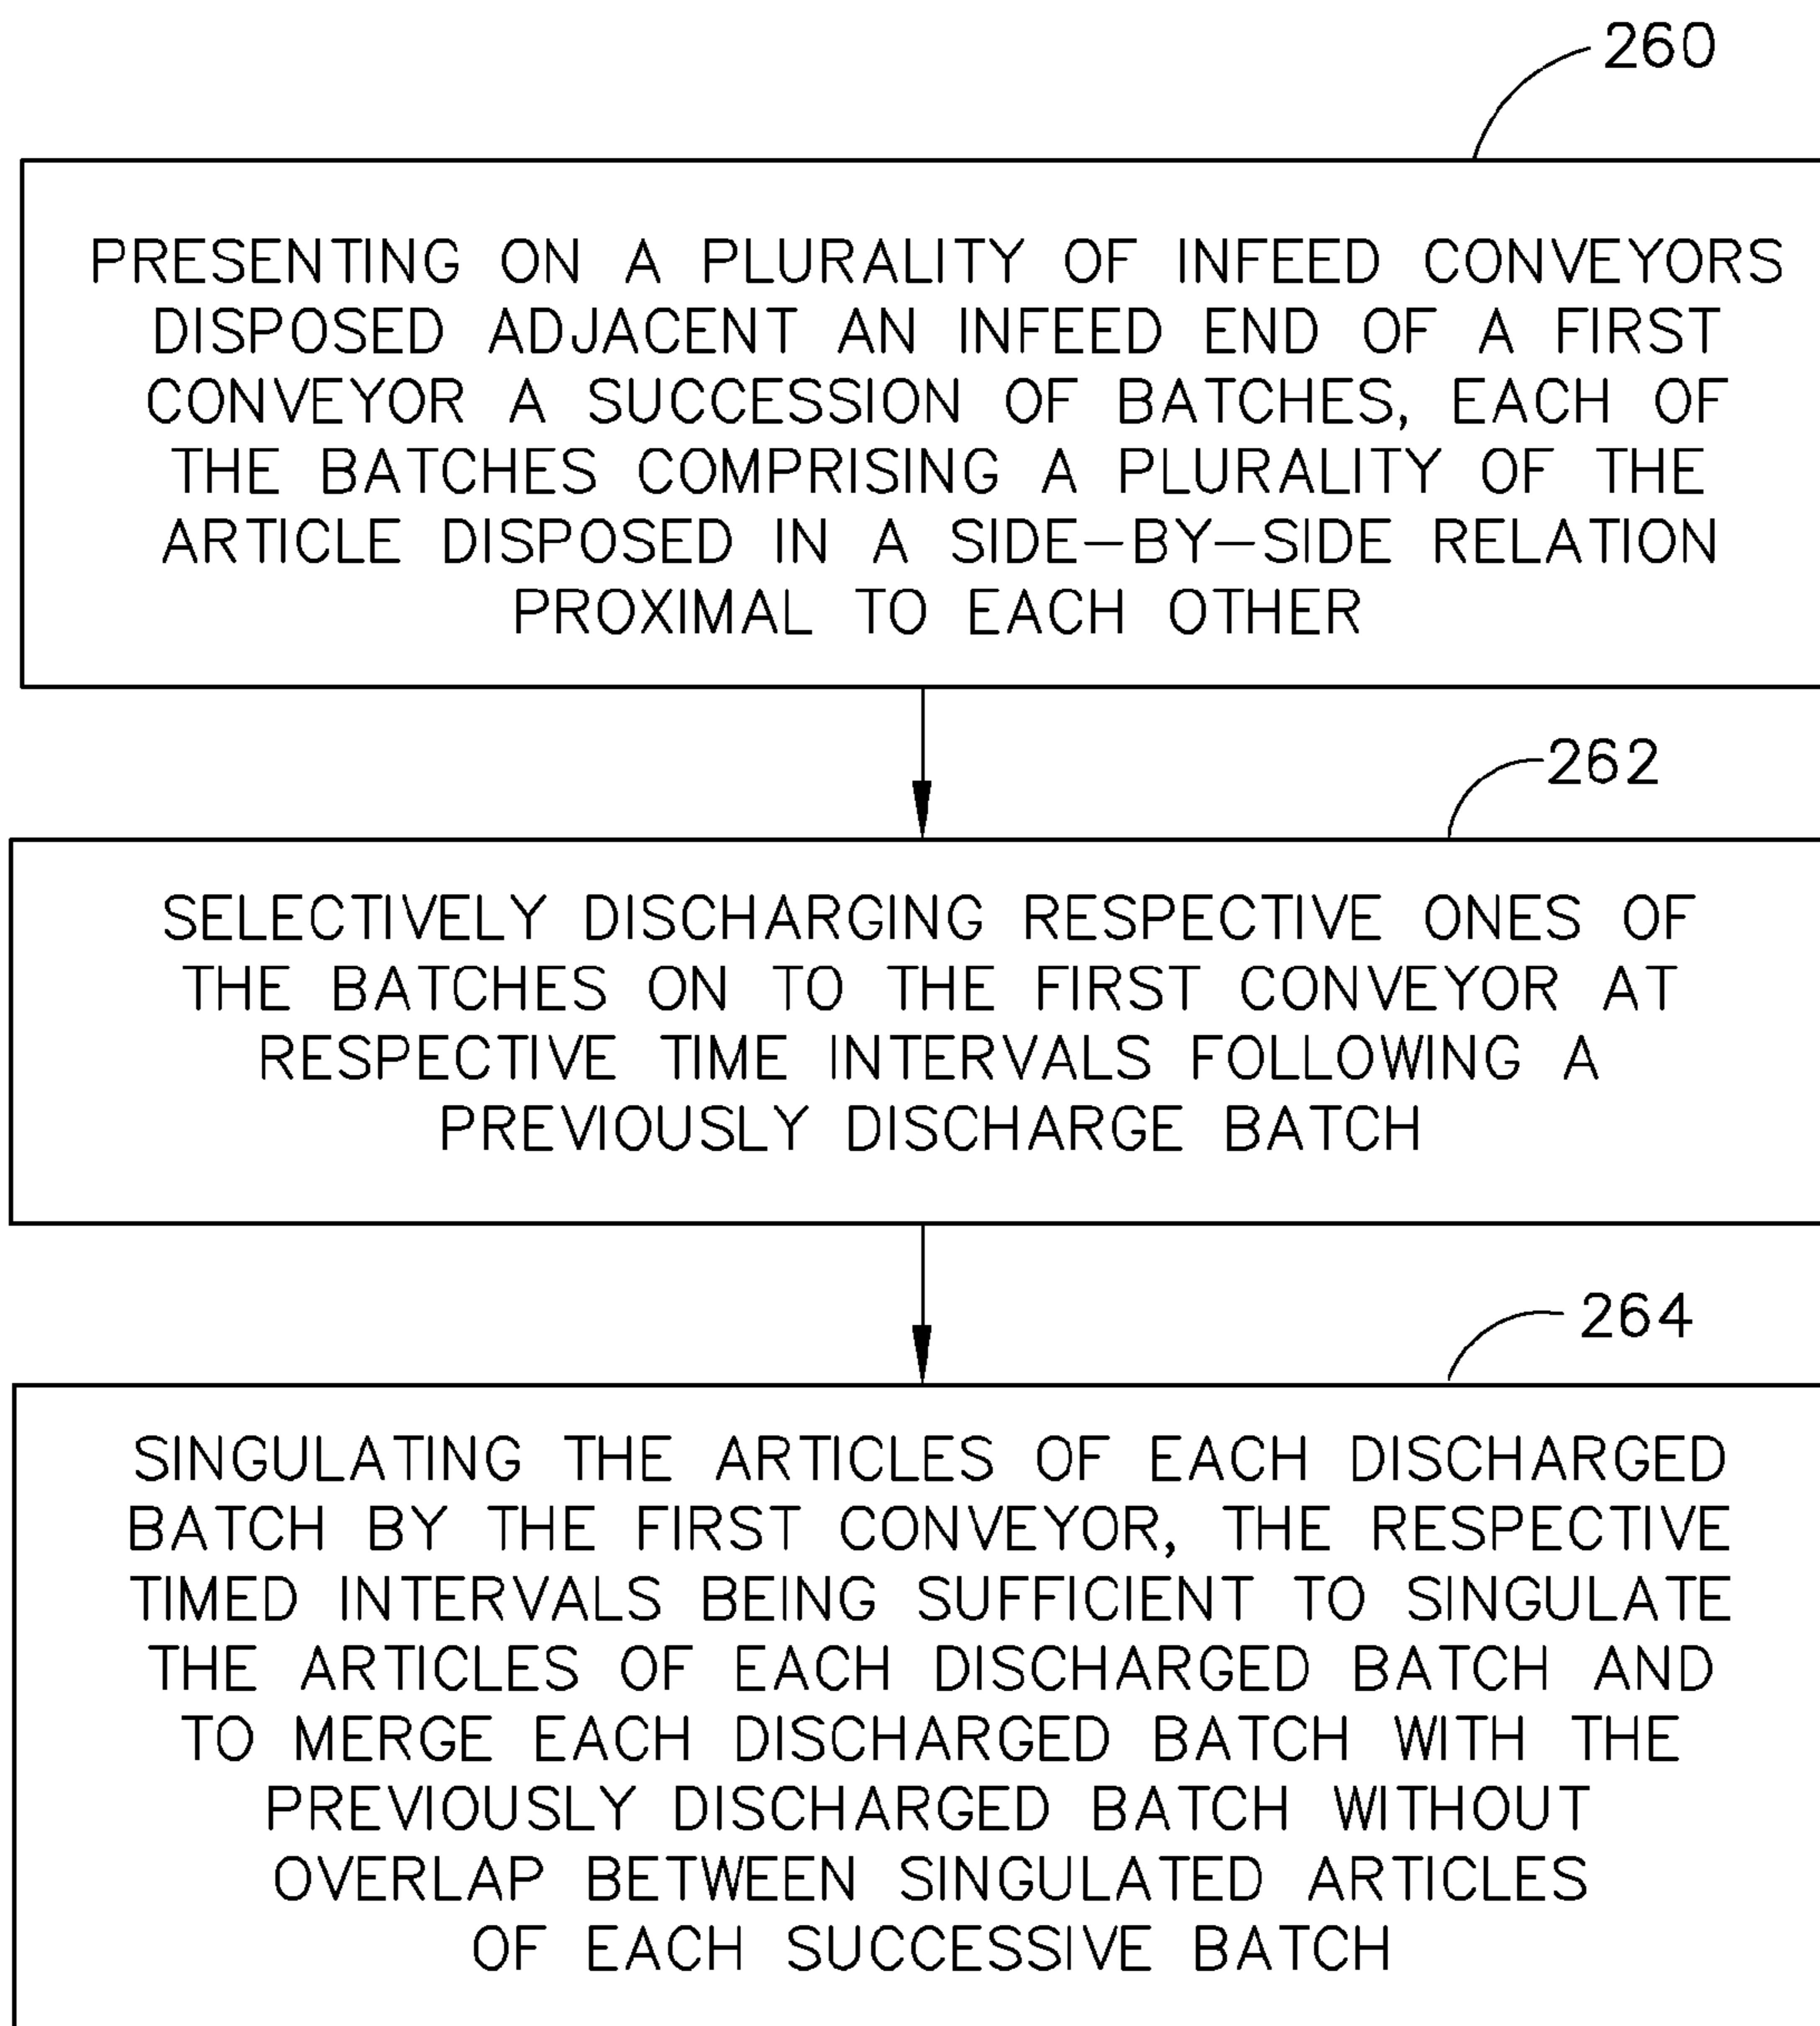 260
PRESENTING ON A PLURALITY OF INFEED CONVEYORS
DISPOSED ADJACENT AN INFEED END OF A FIRST
CONVEYOR A SUCCESSION OF BATCHES, EACH OF
THE BATCHES COMPRISING A PLURALITY OF THE
ARTICLE DISPOSED IN A SIDE-BY-SIDE RELATION
PROXIMAL TO EACH OTHER
262
SELECTIVELY DISCHARGING RESPECTIVE ONES OF
THE BATCHES ON TO THE FIRST CONVEYOR AT
RESPECTIVE TIME INTERVALS FOLLOWING A
PREVIOUSLY DISCHARGE BATCH
264
SINGULATING THE ARTICLES OF EACH DISCHARGED
BATCH BY THE FIRST CONVEYOR, THE RESPECTIVE
TIMED INTERVALS BEING SUFFICIENT TO SINGULATE
THE ARTICLES OF EACH DISCHARGED BATCH AND
TO MERGE EACH DISCHARGED BATCH WITH THE
PREVIOUSLY DISCHARGED BATCH WITHOUT
OVERLAP BETWEEN SINGULATED ARTICLES
OF EACH SUCCESSIVE BATCH